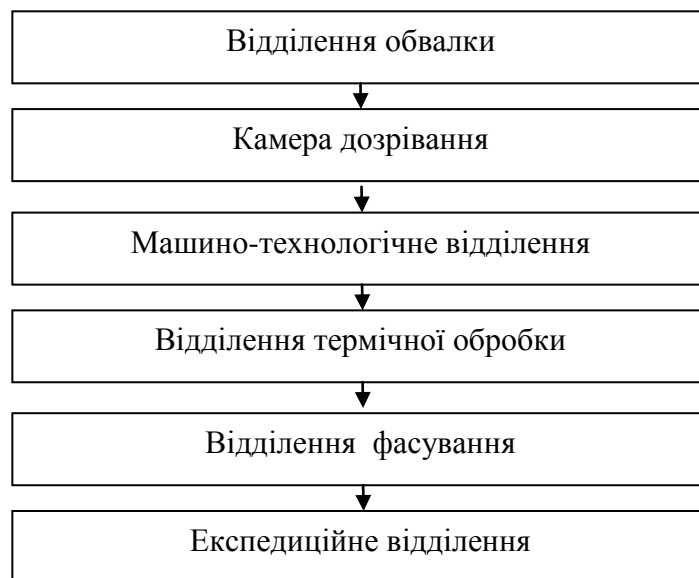 Відділення обвалки
Камера дозрівання
Машино-технологічне відділення
Відділення термічної обробки
Відділення  фасування
Експедиційне відділення